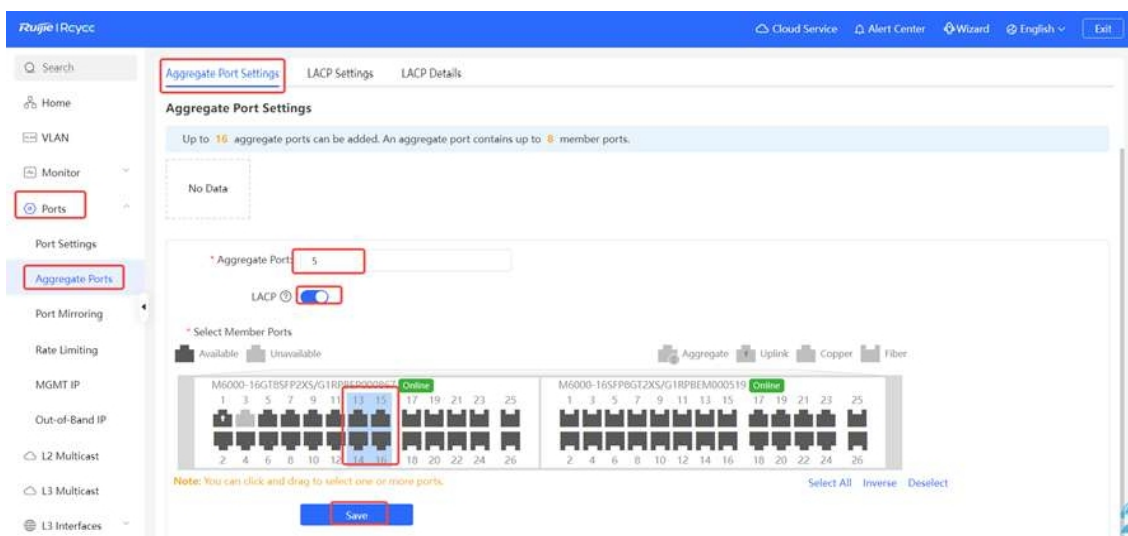 Ruijie | Rcycc
Cloud Service Alert Center Wizard English Exit
Search
Home
VLAN
Monitor
Ports
Port Settings
Aggregate Ports
Port Mirroring
Rate Limiting
MGMT IP
Out-of-Band IP
L2 Multicast
L3 Multicast
L3 Interfaces
Aggregate Port Settings LACP Settings LACP Details
Aggregate Port Settings
Up to 16 aggregate ports can be added. An aggregate port contains up to 8 member ports.
No Data
* Aggregate Port: 5
LACP ?
* Select Member Ports
Available Unavailable Aggregate Uplink Copper Fiber
M6000-16GT8SFP2XS/ Online M6000-16SFP8GT2XS/G1RPBEM000519 Online
1 3 5 7 9 11 13 15 17 19 21 23 25 1 3 5 7 9 11 13 15 17 19 21 23 25
2 4 6 8 10 12 14 16 18 20 22 24 26 2 4 6 8 10 12 14 16 18 20 22 24 26
Note: You can click and drag to select one or more ports.
Select All Inverse Deselect
Save